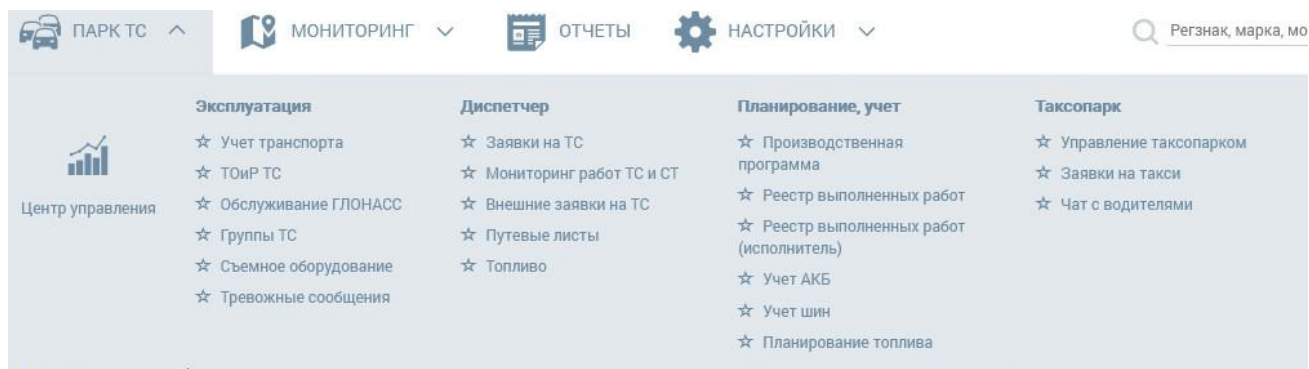 ПАРК ТС
МОНИТОРИНГ
ОТЧЕТЫ
НАСТРОЙКИ
Регзнак, марка, мо
Центр управления
Эксплуатация
Учет транспорта
ТОиР ТС
Обслуживание ГЛОНАСС
Группы ТС
Съемное оборудование
Тревожные сообщения
Диспетчер
Заявки на ТС
Мониторинг работ ТС и СТ
Внешние заявки на ТС
Путевые листы
Топливо
Планирование, учет
Производственная
программа
Реестр выполненных работ
Реестр выполненных работ
(исполнитель)
Учет АКБ
Учет шин
Планирование топлива
Таксопарк
Управление таксопарком
Заявки на такси
Чат с водителями